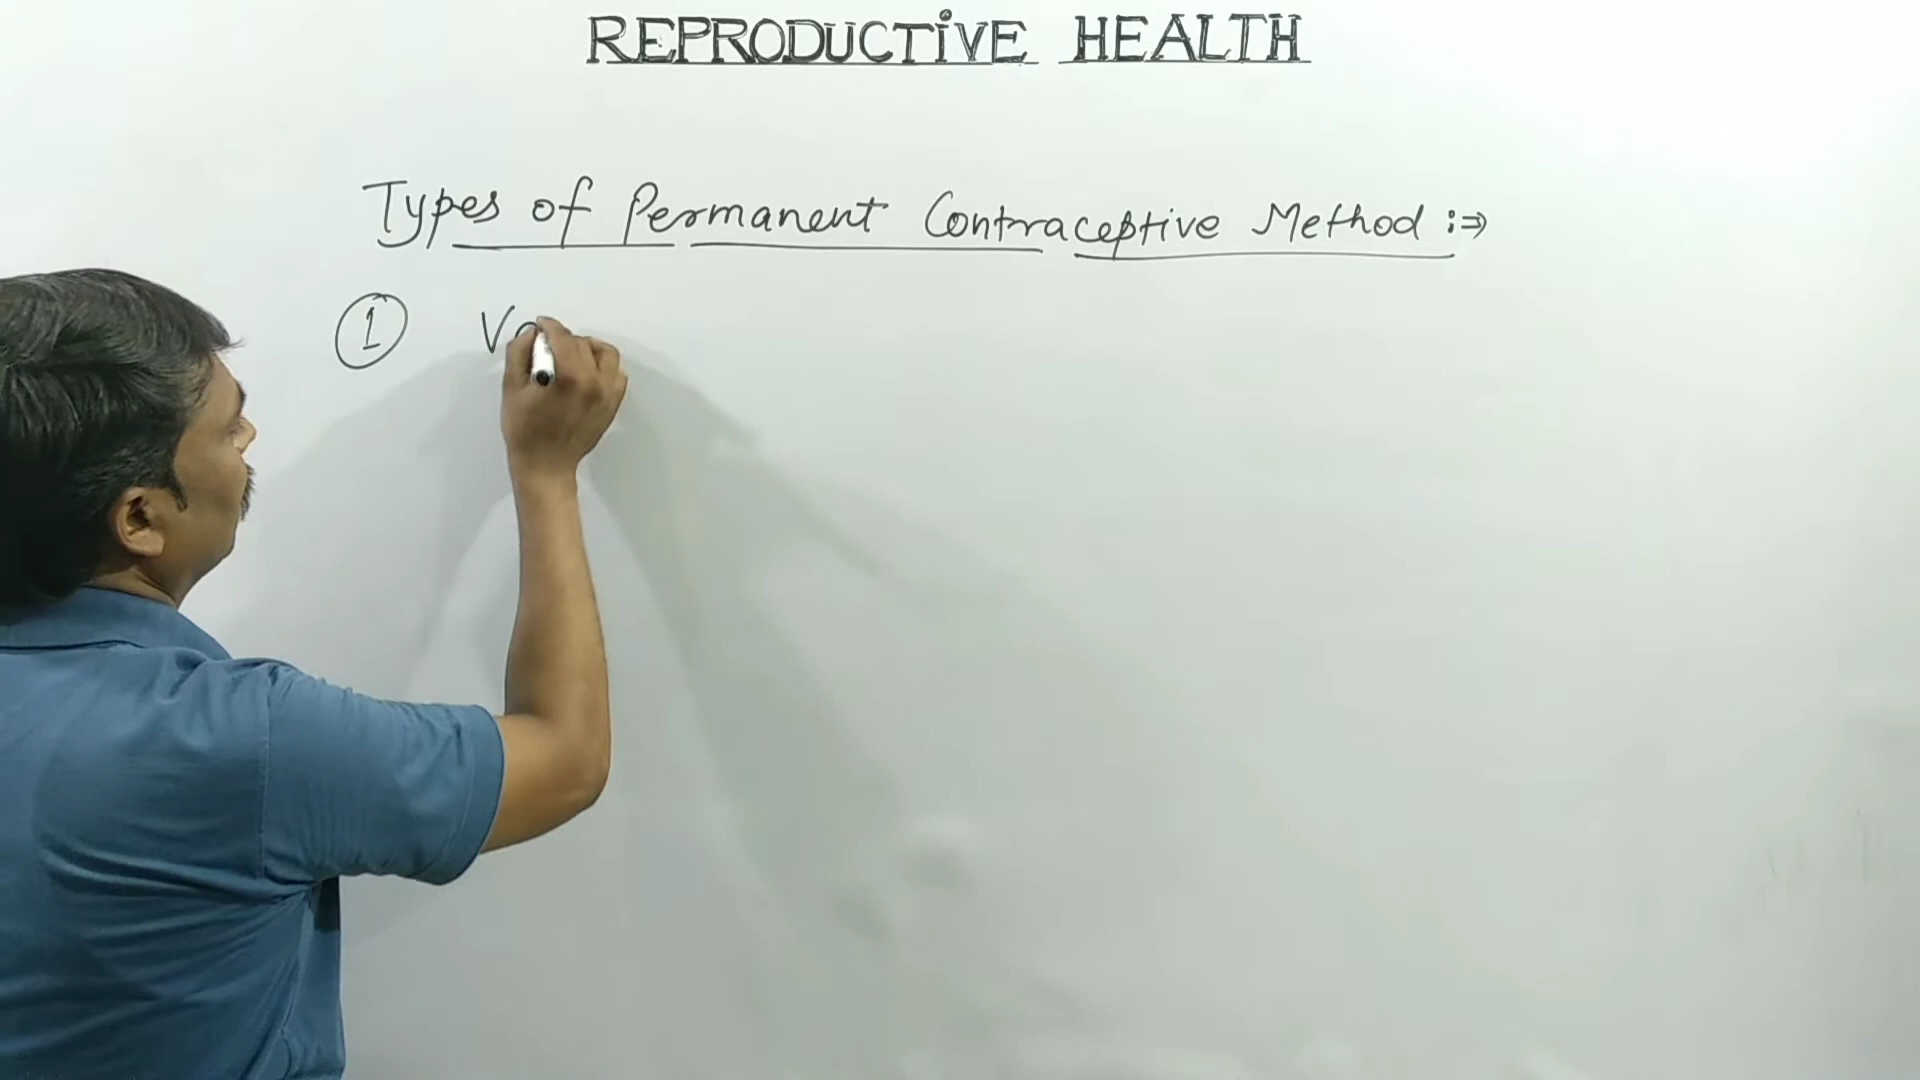 REPRODUCTiVE HEALTH
Types of Permanent Contraceptive Method :⇒
① V